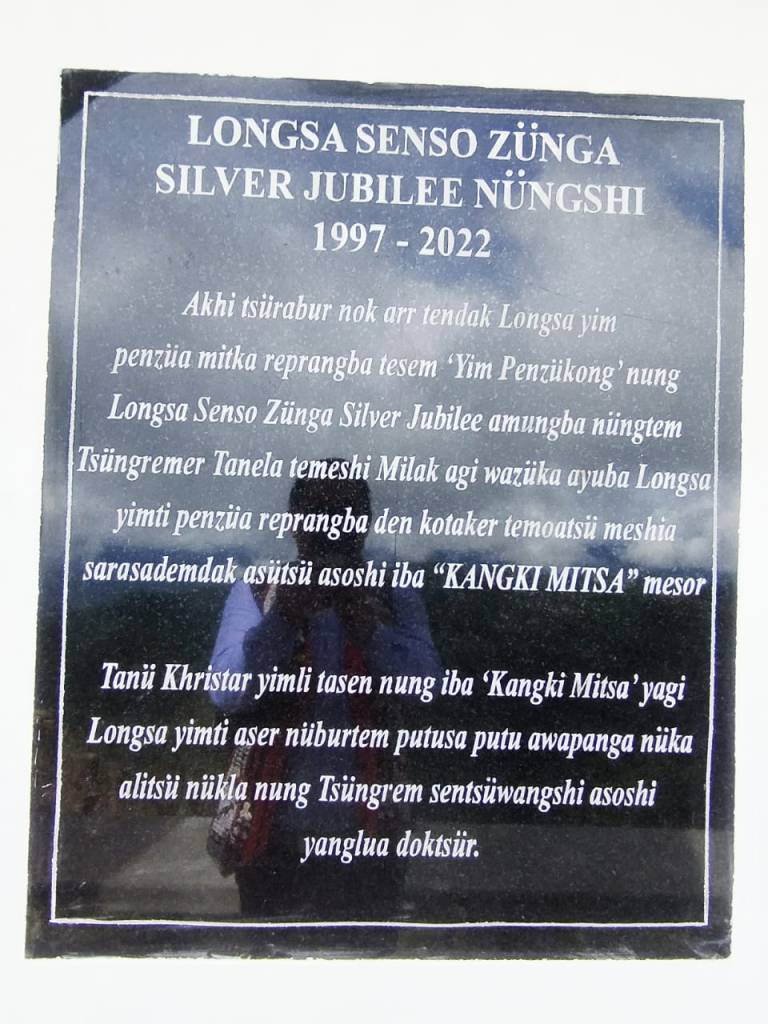 LONGSA SENSO ZÜNGA
SILVER JUBILEE NÜNGSHI
1997 - 2022
Akhi tsürabur nok arr tendak Longsa yim
penzüa mitka reprangba tesem ‘Yim Penzükong’ nung
Longsa Senso Zünga Silver Jubilee amungba nüngtem
Tsüngremer Tanela temeshi Milak agi wazüka ayuba Longsa
yimti penzüa reprangba den kotaker temoatsü meshia
sarasademdak asütsü asoshi iba “KANGKI MITSA” mesor
Tanü Khristar yimli tasen nung iba ‘Kangki Mitsa’ yagi
Longsa yimti aser nüburtem putusa putu awapanga nüka
alitsü nükla nung Tsüngrem sentsüwangshi asoshi
yanglua doktsür.